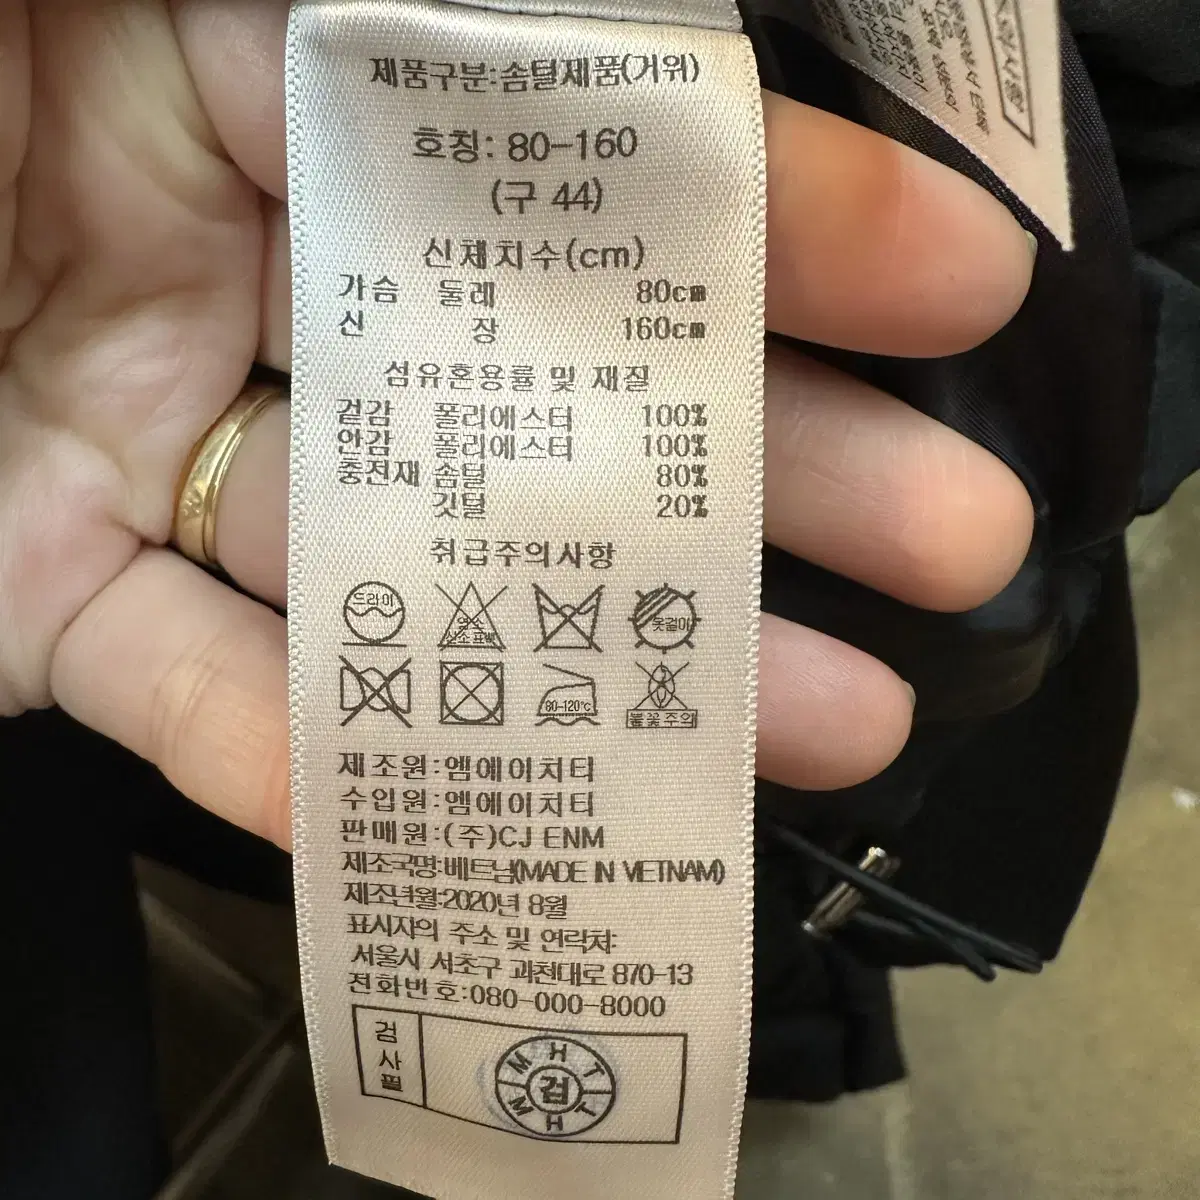 제품구분:솜털제품(거위)
호칭: 80-160
(구 44)
신체치수(cm)
가슴 둘레 80cm
신 장 160cm
섬유혼용률 및 재질
겉감 폴리에스터 100%
안감 폴리에스터 100%
충전재 솜털 80%
깃털 20%
취급주의사항
드라이
염소
산소 표백
옷걸이
80-120℃
불꽃주의
제조원:엠에이치티
수입원:엠에이치티
판매원:(주)CJ ENM
제조국명:베트남(MADE IN VIETNAM)
제조년월:2020년 8월
표시자의 주소 및 연락처:
서울시 서초구 과천대로 870-13
전화번호:080-000-8000
검사필
MHT
검
MHT